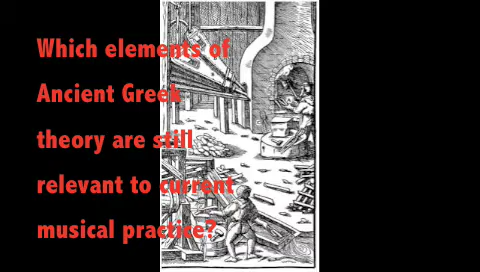 Which elements of
Ancient Greek
theory are still
relevant to current
musical practice?